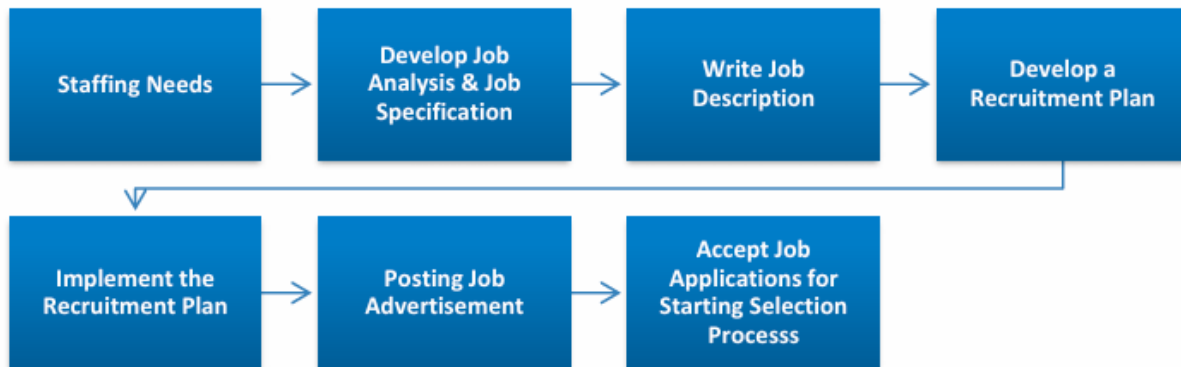 Staffing Needs
Develop Job
Analysis & Job
Specification
Write Job
Description
Develop a
Recruitment Plan
Implement the
Recruitment Plan
Posting Job
Advertisement
Accept Job
Applications for
Starting Selection
Processs